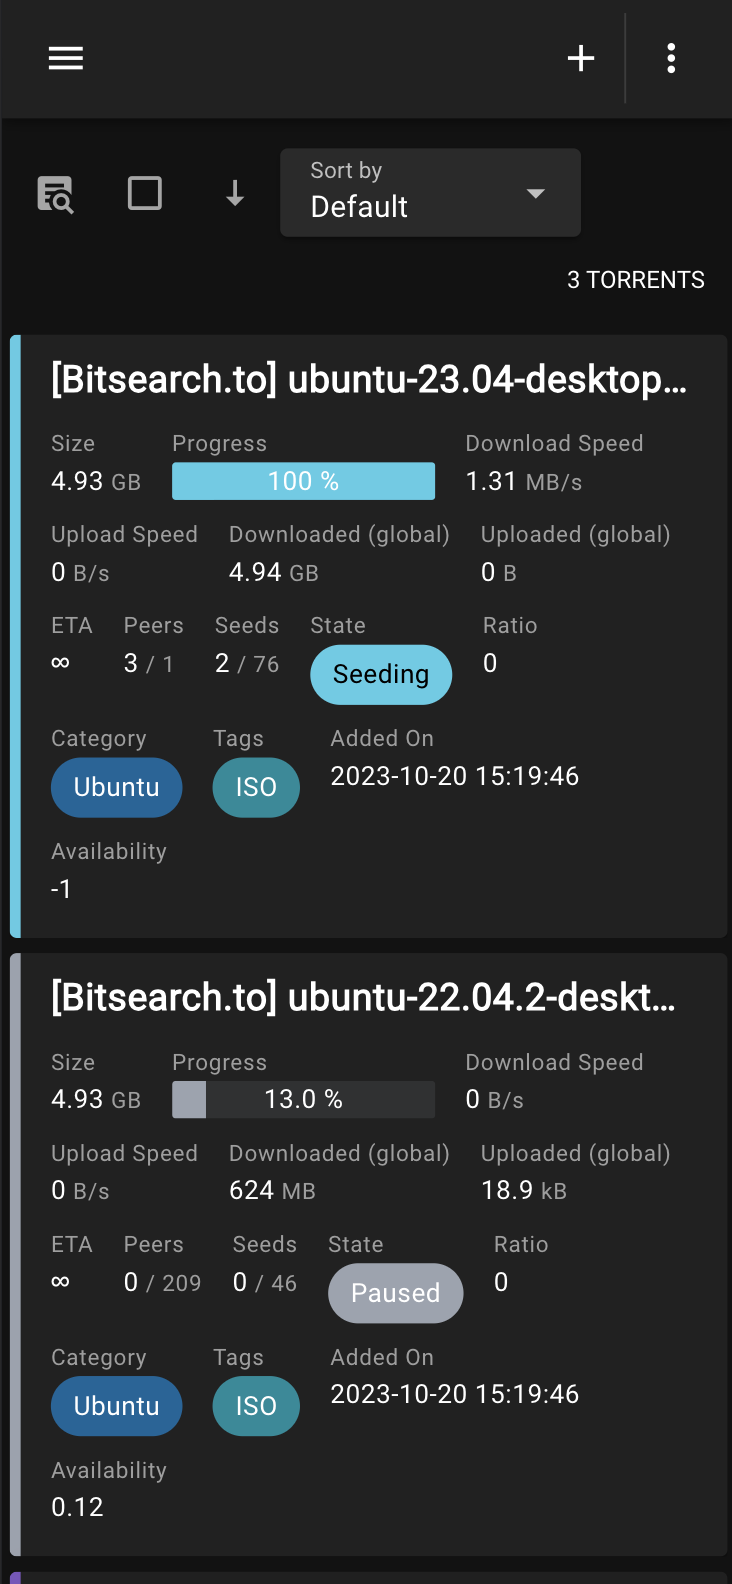 Sort by
Default
3 TORRENTS
[Bitsearch.to] ubuntu-23.04-desktop...
Size Progress Download Speed
4.93 GB 100 % 1.31 MB/s
Upload Speed Downloaded (global) Uploaded (global)
0 B/s 4.94 GB 0 B
ETA Peers Seeds State Ratio
∞ 3 / 1 2 / 76 Seeding 0
Category Tags Added On
Ubuntu ISO 2023-10-20 15:19:46
Availability
-1
[Bitsearch.to] ubuntu-22.04.2-deskt...
Size Progress Download Speed
4.93 GB 13.0 % 0 B/s
Upload Speed Downloaded (global) Uploaded (global)
0 B/s 624 MB 18.9 kB
ETA Peers Seeds State Ratio
∞ 0 / 209 0 / 46 Paused 0
Category Tags Added On
Ubuntu ISO 2023-10-20 15:19:46
Availability
0.12